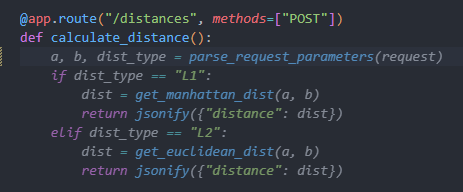 @app.route("/distances", methods=["POST"])
def calculate_distance():
    a, b, dist_type = parse_request_parameters(request)
    if dist_type == "L1":
        dist = get_manhattan_dist(a, b)
        return jsonify({"distance": dist})
    elif dist_type == "L2":
        dist = get_euclidean_dist(a, b)
        return jsonify({"distance": dist})